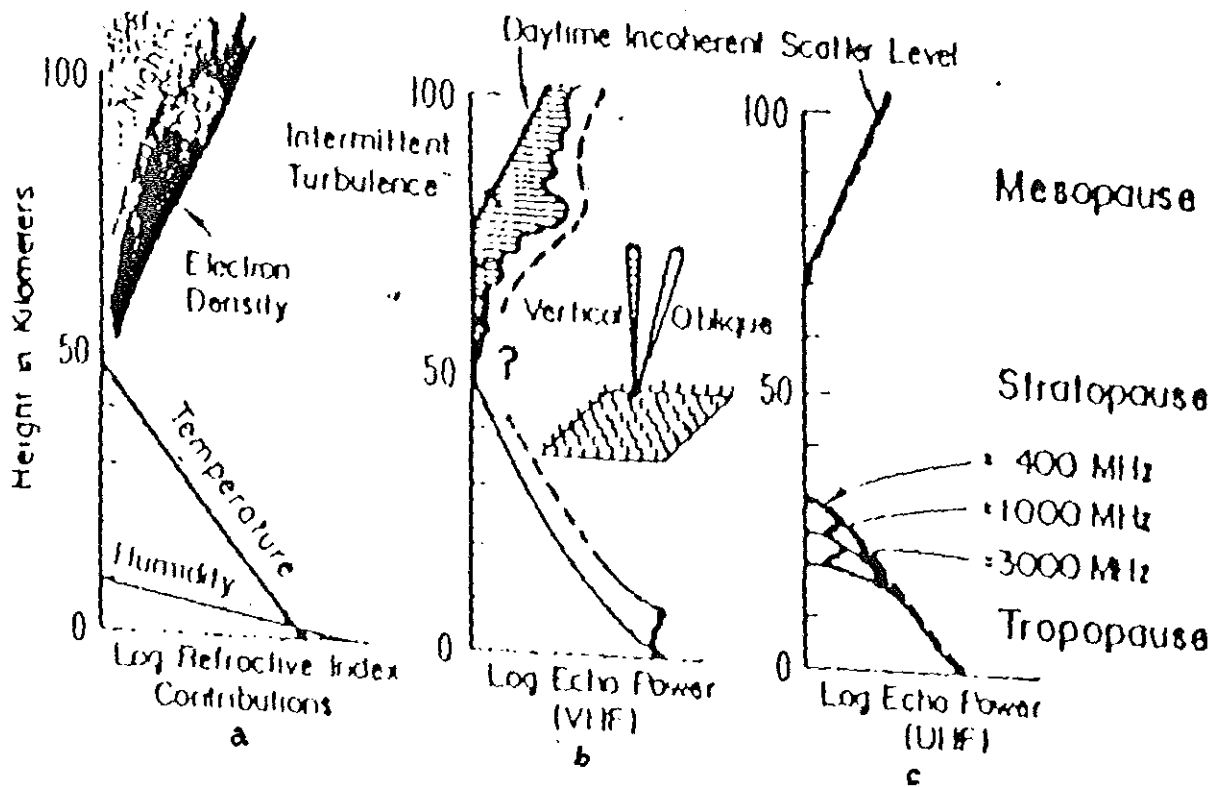 Daytime Incoherent Scatter Level
100
Night
Intermittent
Turbulence
Electron
Density
50
0
Height in Kilometers
Temperature
Humidity
Log Refractive Index
Contributions
a
100
50
?
0
Vertical
Oblique
Log Echo Power
(VHF)
b
100
50
0
Mesopause
Stratopause
400 MHz
1000 MHz
3000 MHz
Tropopause
Log Echo Power
(UHF)
c